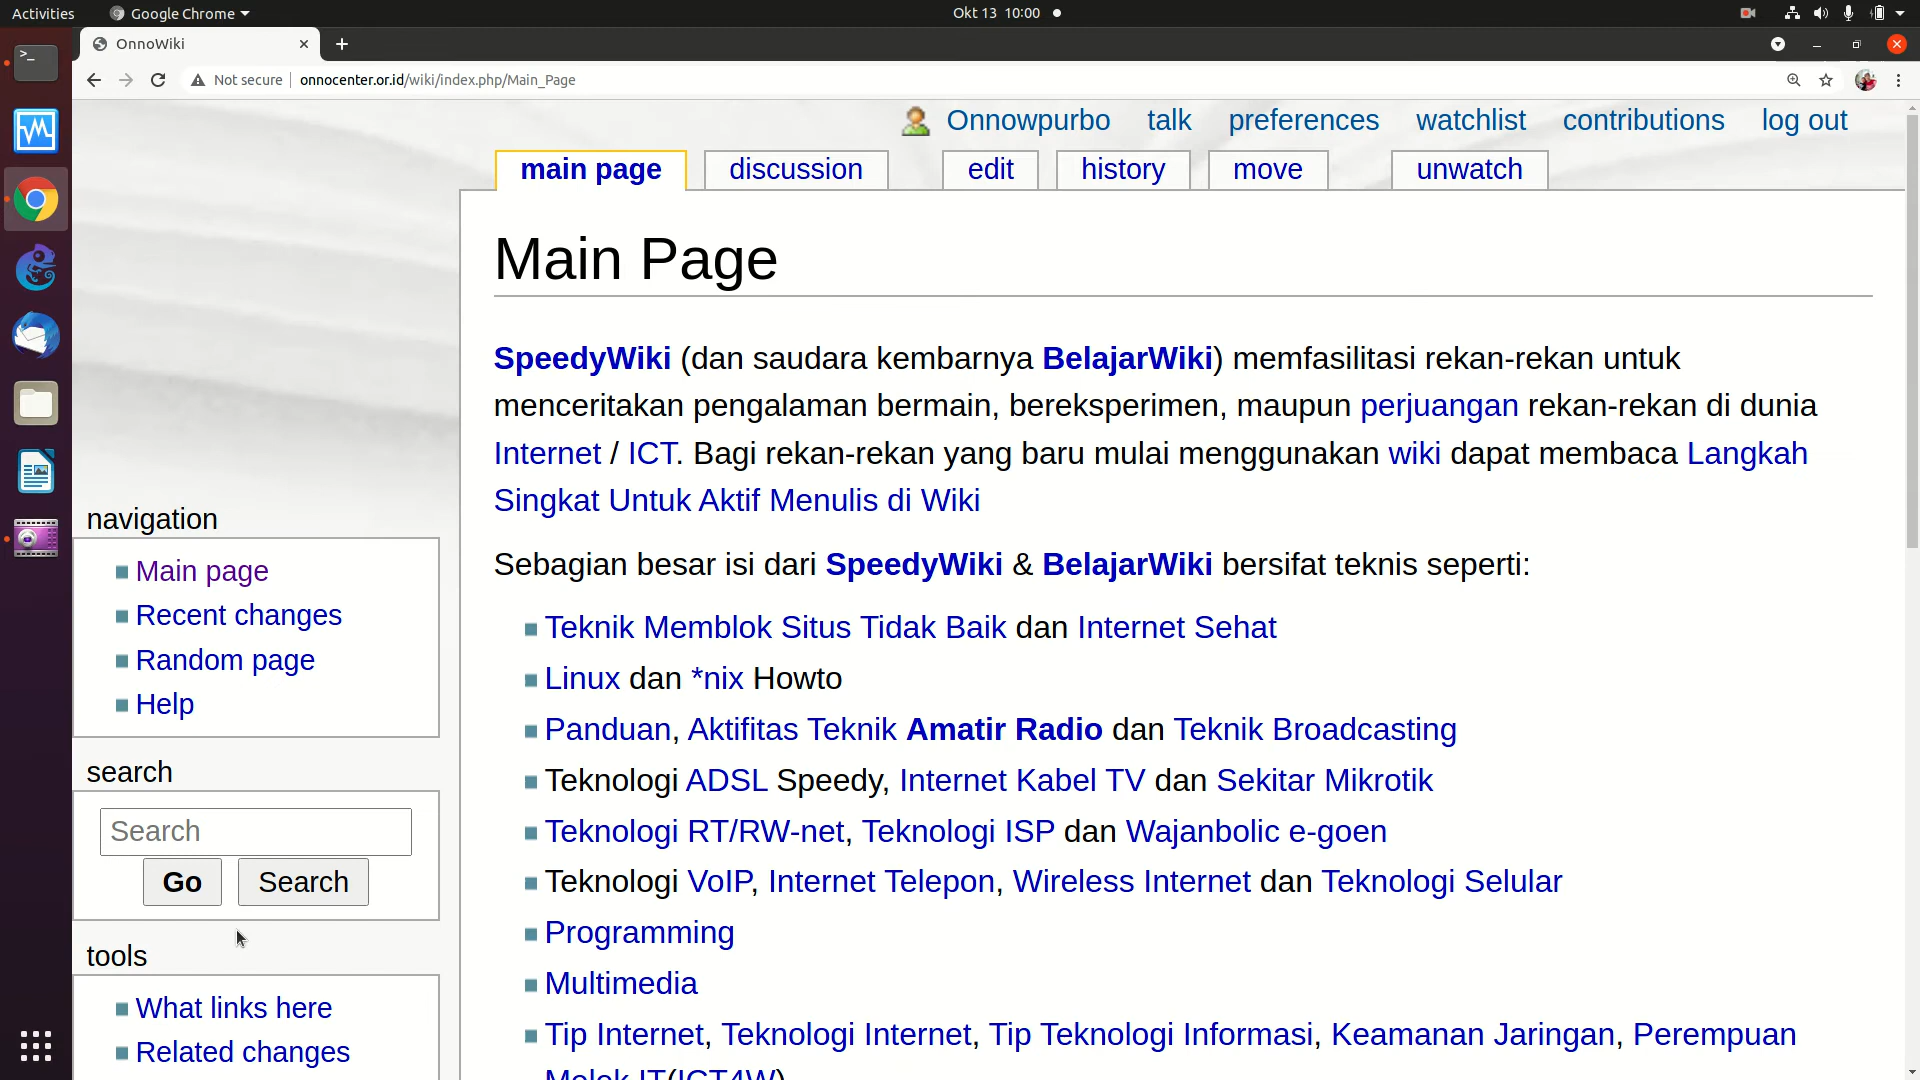 Activities
Google Chrome
Okt 13 10:00
OnnoWiki
Not secure
onnocenter.or.id/wiki/index.php/Main_Page
Onnowpurbo talk preferences watchlist contributions log out
main page discussion edit history move unwatch
Main Page
SpeedyWiki (dan saudara kembarnya BelajarWiki) memfasilitasi rekan-rekan untuk
menceritakan pengalaman bermain, bereksperimen, maupun perjuangan rekan-rekan di dunia
Internet / ICT. Bagi rekan-rekan yang baru mulai menggunakan wiki dapat membaca Langkah
Singkat Untuk Aktif Menulis di Wiki
Sebagian besar isi dari SpeedyWiki & BelajarWiki bersifat teknis seperti:
Teknik Memblok Situs Tidak Baik dan Internet Sehat
Linux dan *nix Howto
Panduan, Aktifitas Teknik Amatir Radio dan Teknik Broadcasting
Teknologi ADSL Speedy, Internet Kabel TV dan Sekitar Mikrotik
Teknologi RT/RW-net, Teknologi ISP dan Wajanbolic e-goen
Teknologi VoIP, Internet Telepon, Wireless Internet dan Teknologi Selular
Programming
Multimedia
Tip Internet, Teknologi Internet, Tip Teknologi Informasi, Keamanan Jaringan, Perempuan
Melek IT(ICT4W)
navigation
Main page
Recent changes
Random page
Help
search
Search
Go Search
tools
What links here
Related changes